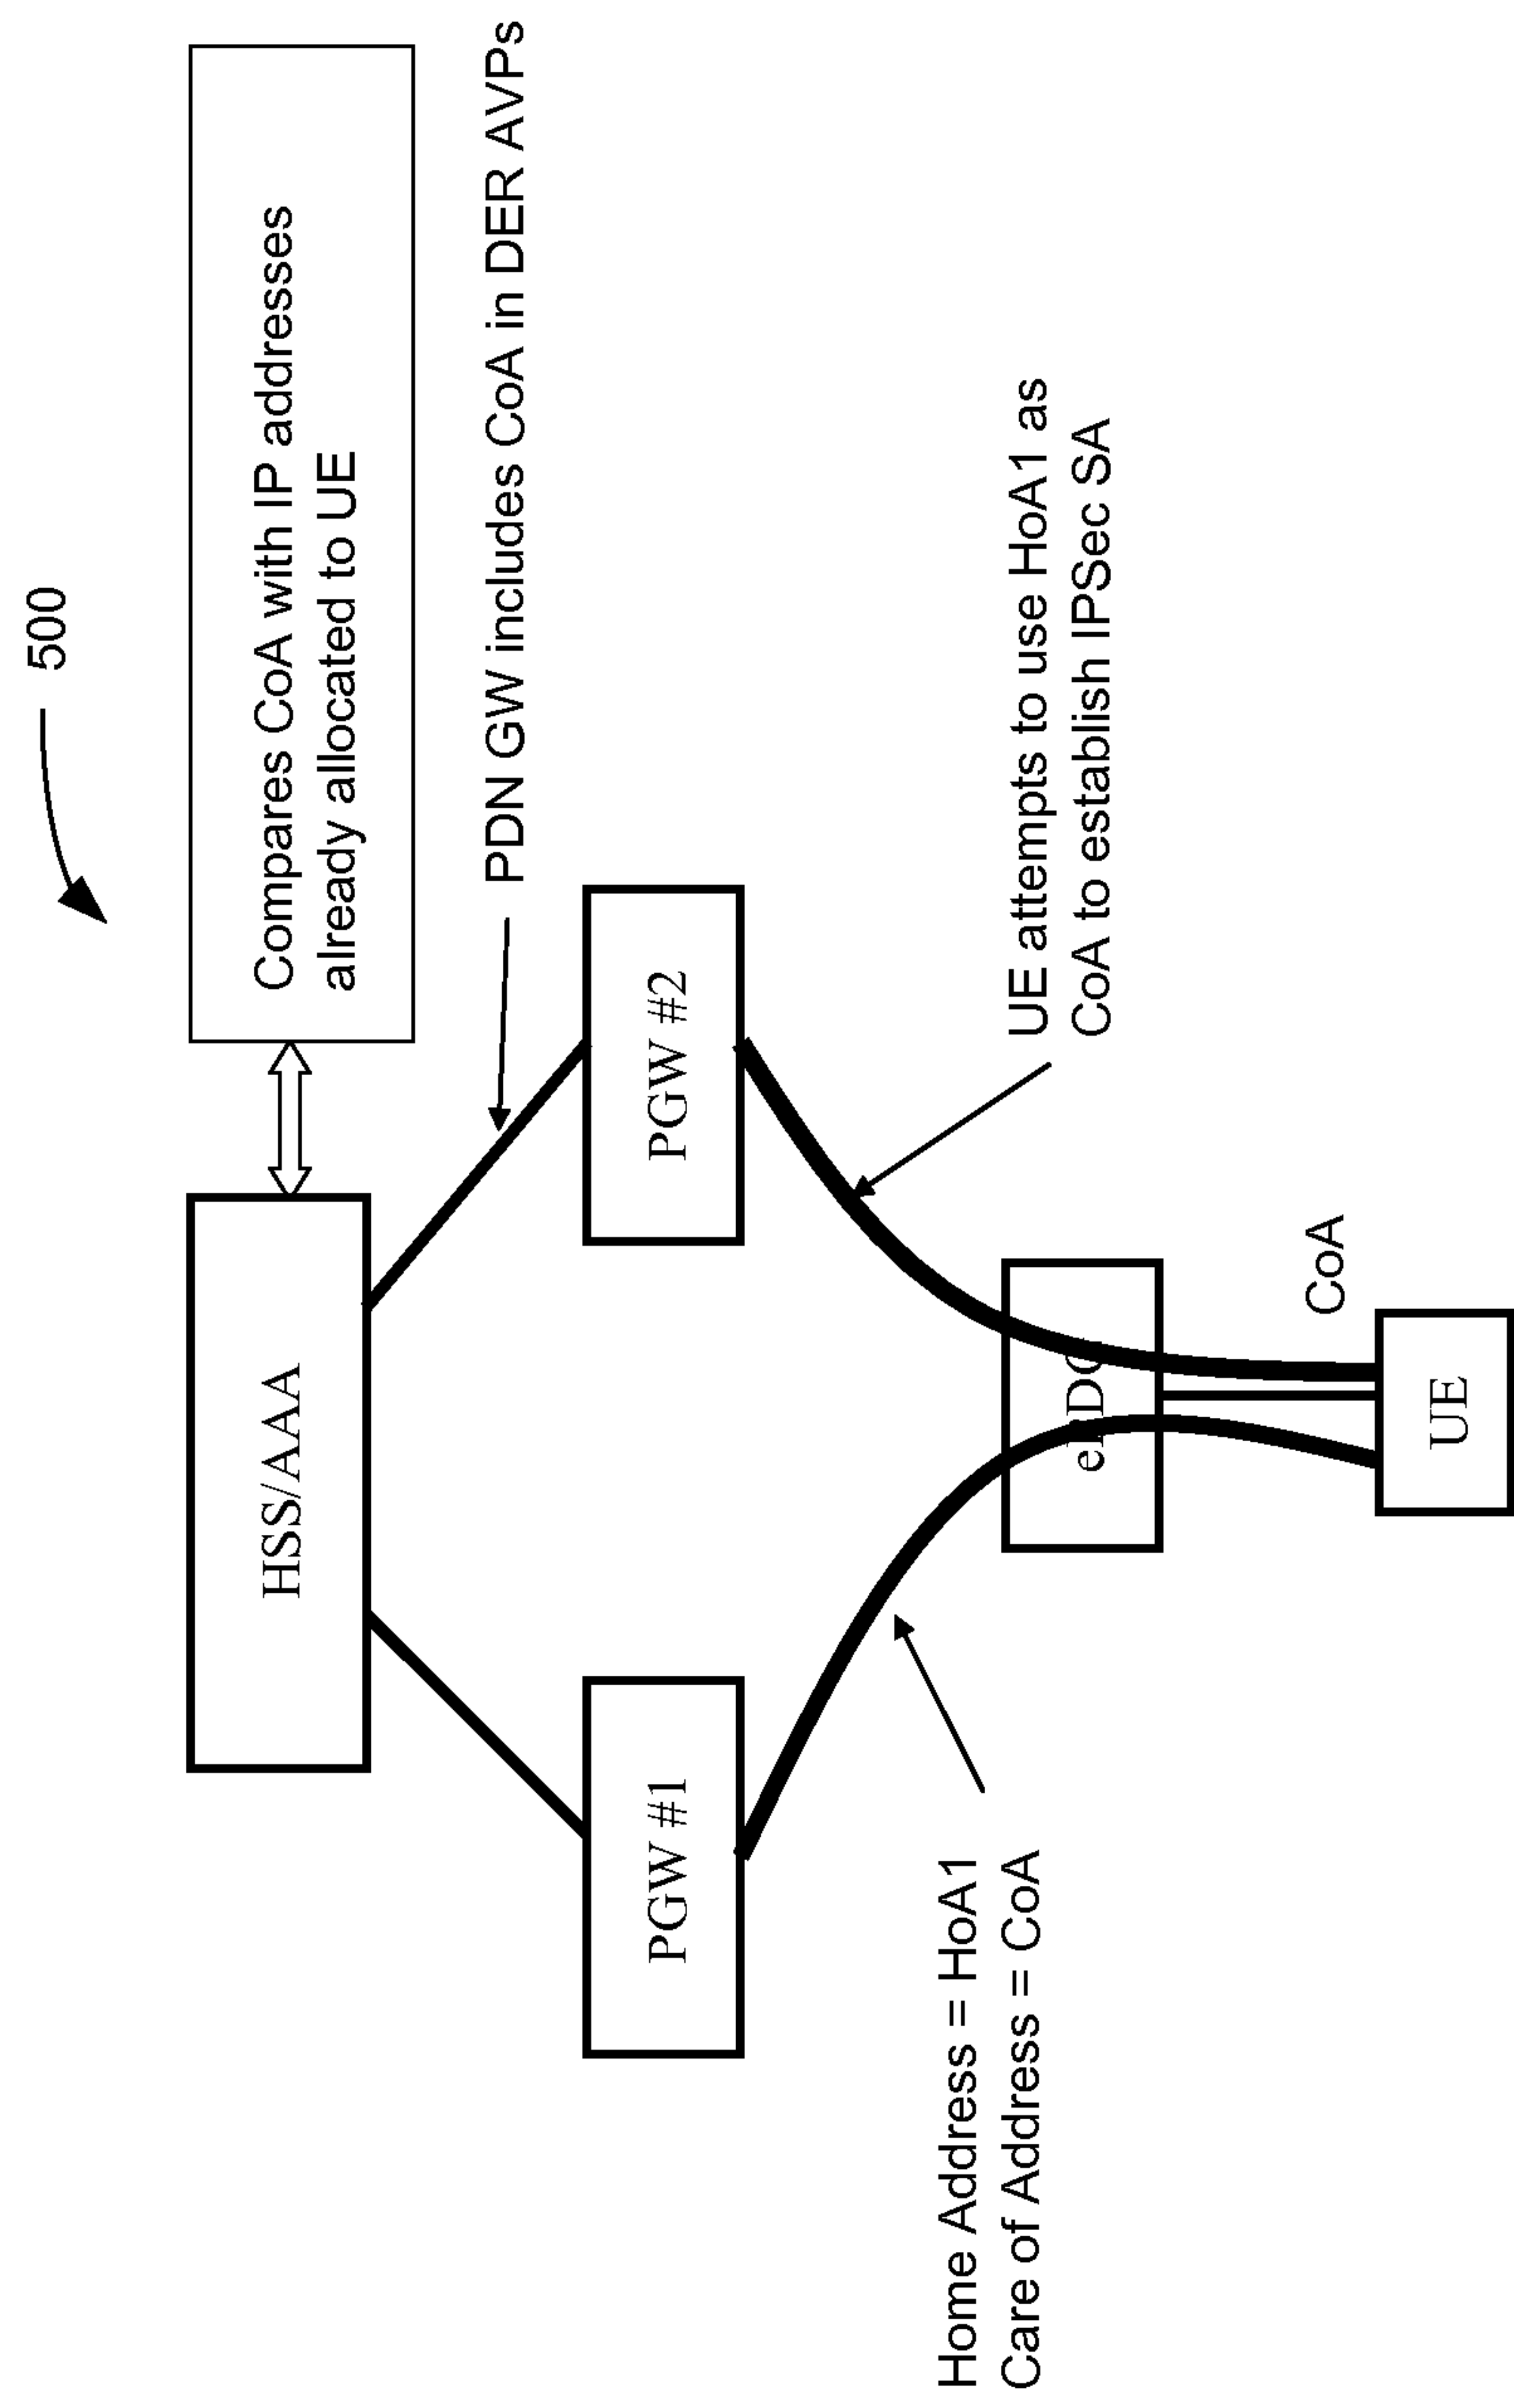 500
Compares CoA with IP addresses
already allocated to UE
HSS/AAA
PDN GW includes CoA in DER AVPs
PGW #1
PGW #2
Home Address = HoA1
Care of Address = CoA
UE attempts to use HoA1 as
CoA to establish IPSec SA
CoA
UE